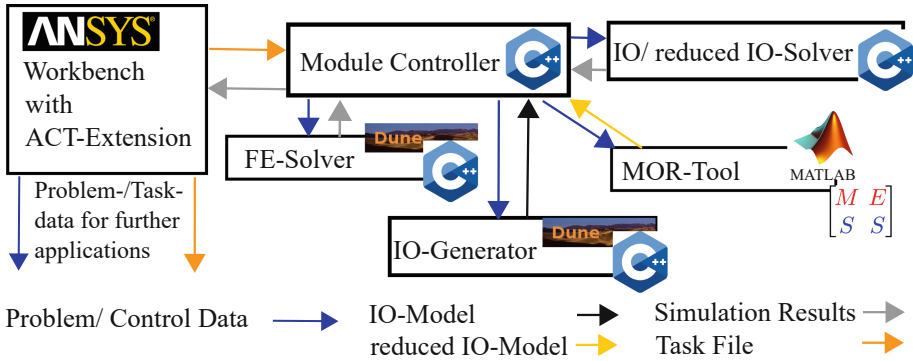 ANSYS
Workbench
with
ACT-Extension
Module Controller
C++
IO/ reduced IO-Solver
C++
FE-Solver
Dune
C++
MOR-Tool
MATLAB
M E
S S
IO-Generator
Dune
C++
Problem-/Task-
data for further
applications
Problem/ Control Data
IO-Model
reduced IO-Model
Simulation Results
Task File